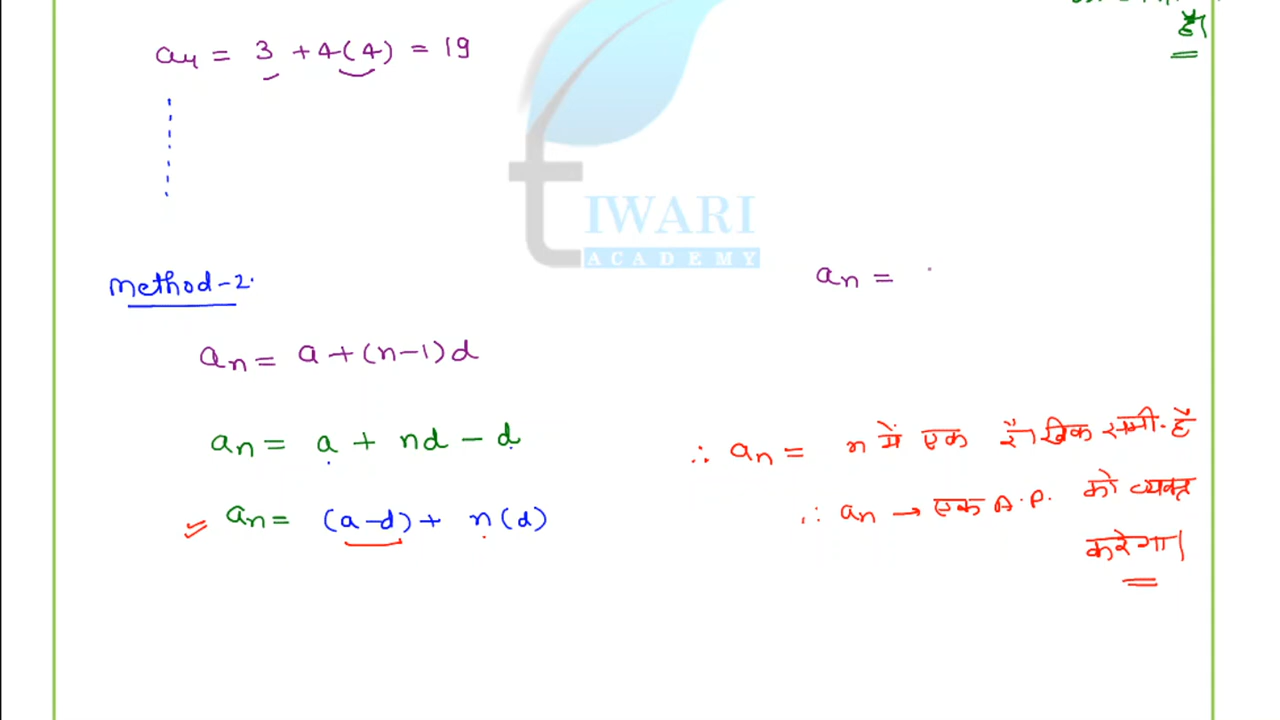 है।
a₄ = 3 + 4(4) = 19
tIWARI
ACADEMY
Method-2.
aₙ =
aₙ = a + (n-1)d
aₙ = a + nd - d
∴ aₙ = n में एक रैखिक समी. है
aₙ = (a-d) + n(d)
∴ aₙ → एक A.P. को व्यक्त
करेगा।